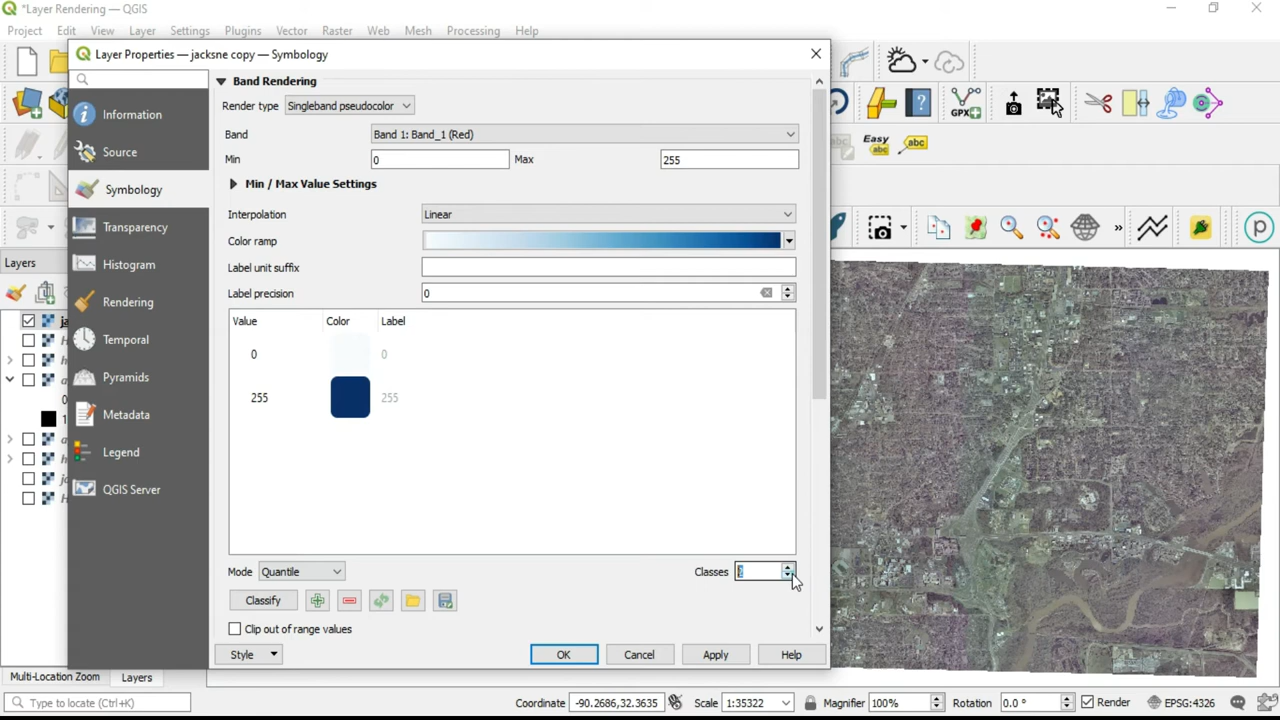 *Layer Rendering — QGIS
Project Edit View Layer Settings Plugins Vector Raster Web Mesh Processing Help
Layer Properties — jacksne copy — Symbology
Information
Source
Symbology
Transparency
Histogram
Rendering
Temporal
Pyramids
Metadata
Legend
QGIS Server
Band Rendering
Render type Singleband pseudocolor
Band Band 1: Band_1 (Red)
Min 0 Max 255
Min / Max Value Settings
Interpolation Linear
Color ramp
Label unit suffix
Label precision 0
Value Color Label
0 0
255 255
Mode Quantile Classes
Classify
Clip out of range values
Style OK Cancel Apply Help
GPX
Easy
abc
abc
p
Layers
Multi-Location Zoom Layers
Type to locate (Ctrl+K) Coordinate -90.2686,32.3635 Scale 1:35322 Magnifier 100% Rotation 0.0 ° Render EPSG:4326